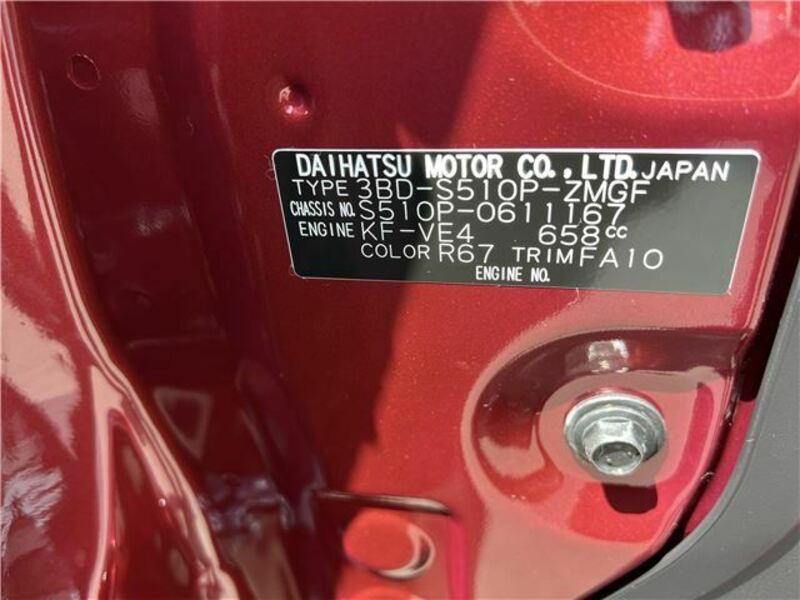 DAIHATSU MOTOR CO., LTD. JAPAN
TYPE 3BD-S510P-ZMGF
CHASSIS NO. S510P-0611167
ENGINE KF-VE4 658cc
COLOR R67 TRIM FA10
ENGINE NO.